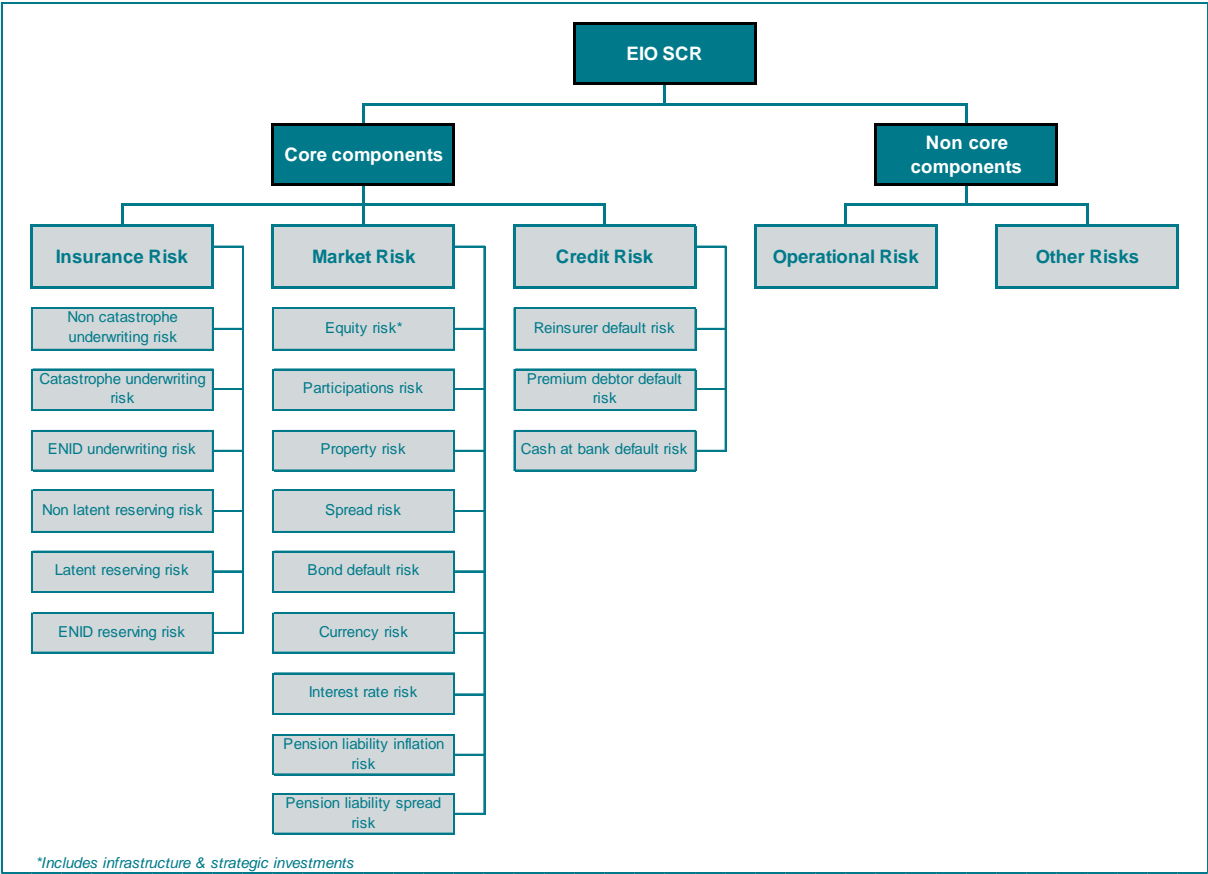 EIO SCR
Core components
Non core
components
Insurance Risk
Market Risk
Credit Risk
Operational Risk
Other Risks
Non catastrophe
underwriting risk
Catastrophe underwriting
risk
ENID underwriting risk
Non latent reserving risk
Latent reserving risk
ENID reserving risk
Equity risk*
Participations risk
Property risk
Spread risk
Bond default risk
Currency risk
Interest rate risk
Pension liability inflation
risk
Pension liability spread
risk
Reinsurer default risk
Premium debtor default
risk
Cash at bank default risk
*Includes infrastructure & strategic investments